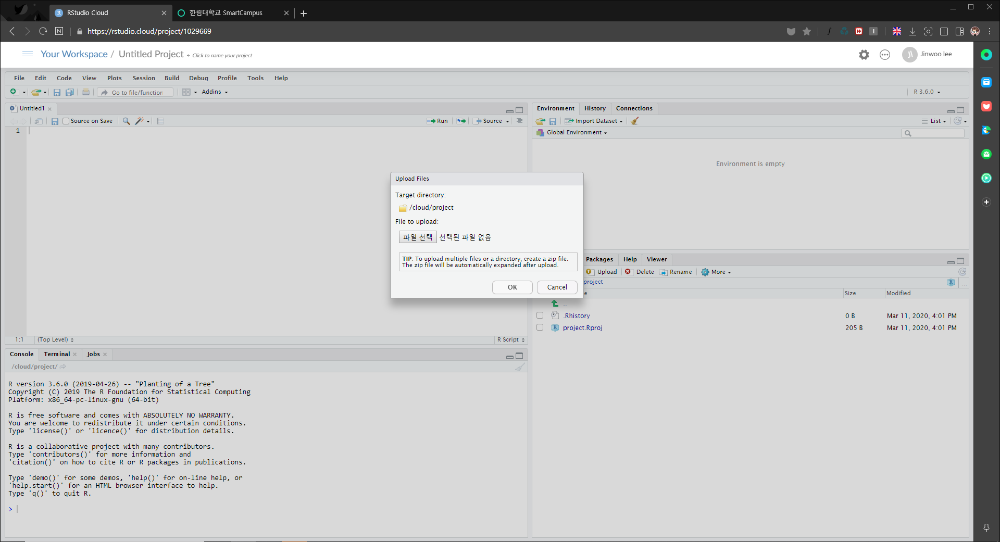 RStudio Cloud
한림대학교 SmartCampus
https://rstudio.cloud/project/1029669
Your Workspace / Untitled Project ← Click to name your project
JI Jinwoo lee
File Edit Code View Plots Session Build Debug Profile Tools Help
Go to file/function Addins R 3.6.0
Untitled1
Source on Save Run Source
1
1:1 (Top Level) R Script
Environment History Connections
Import Dataset List
Global Environment
Environment is empty
Upload Files
Target directory:
/cloud/project
File to upload:
파일 선택 선택된 파일 없음
TIP: To upload multiple files or a directory, create a zip file.
The zip file will be automatically expanded after upload.
OK Cancel
Packages Help Viewer
Upload Delete Rename More
project R ...
e Size Modified
..
.Rhistory 0 B Mar 11, 2020, 4:01 PM
project.Rproj 205 B Mar 11, 2020, 4:01 PM
Console Terminal Jobs
/cloud/project/
R version 3.6.0 (2019-04-26) -- "Planting of a Tree"
Copyright (C) 2019 The R Foundation for Statistical Computing
Platform: x86_64-pc-linux-gnu (64-bit)
R is free software and comes with ABSOLUTELY NO WARRANTY.
You are welcome to redistribute it under certain conditions.
Type 'license()' or 'licence()' for distribution details.
R is a collaborative project with many contributors.
Type 'contributors()' for more information and
'citation()' on how to cite R or R packages in publications.
Type 'demo()' for some demos, 'help()' for on-line help, or
'help.start()' for an HTML browser interface to help.
Type 'q()' to quit R.
>